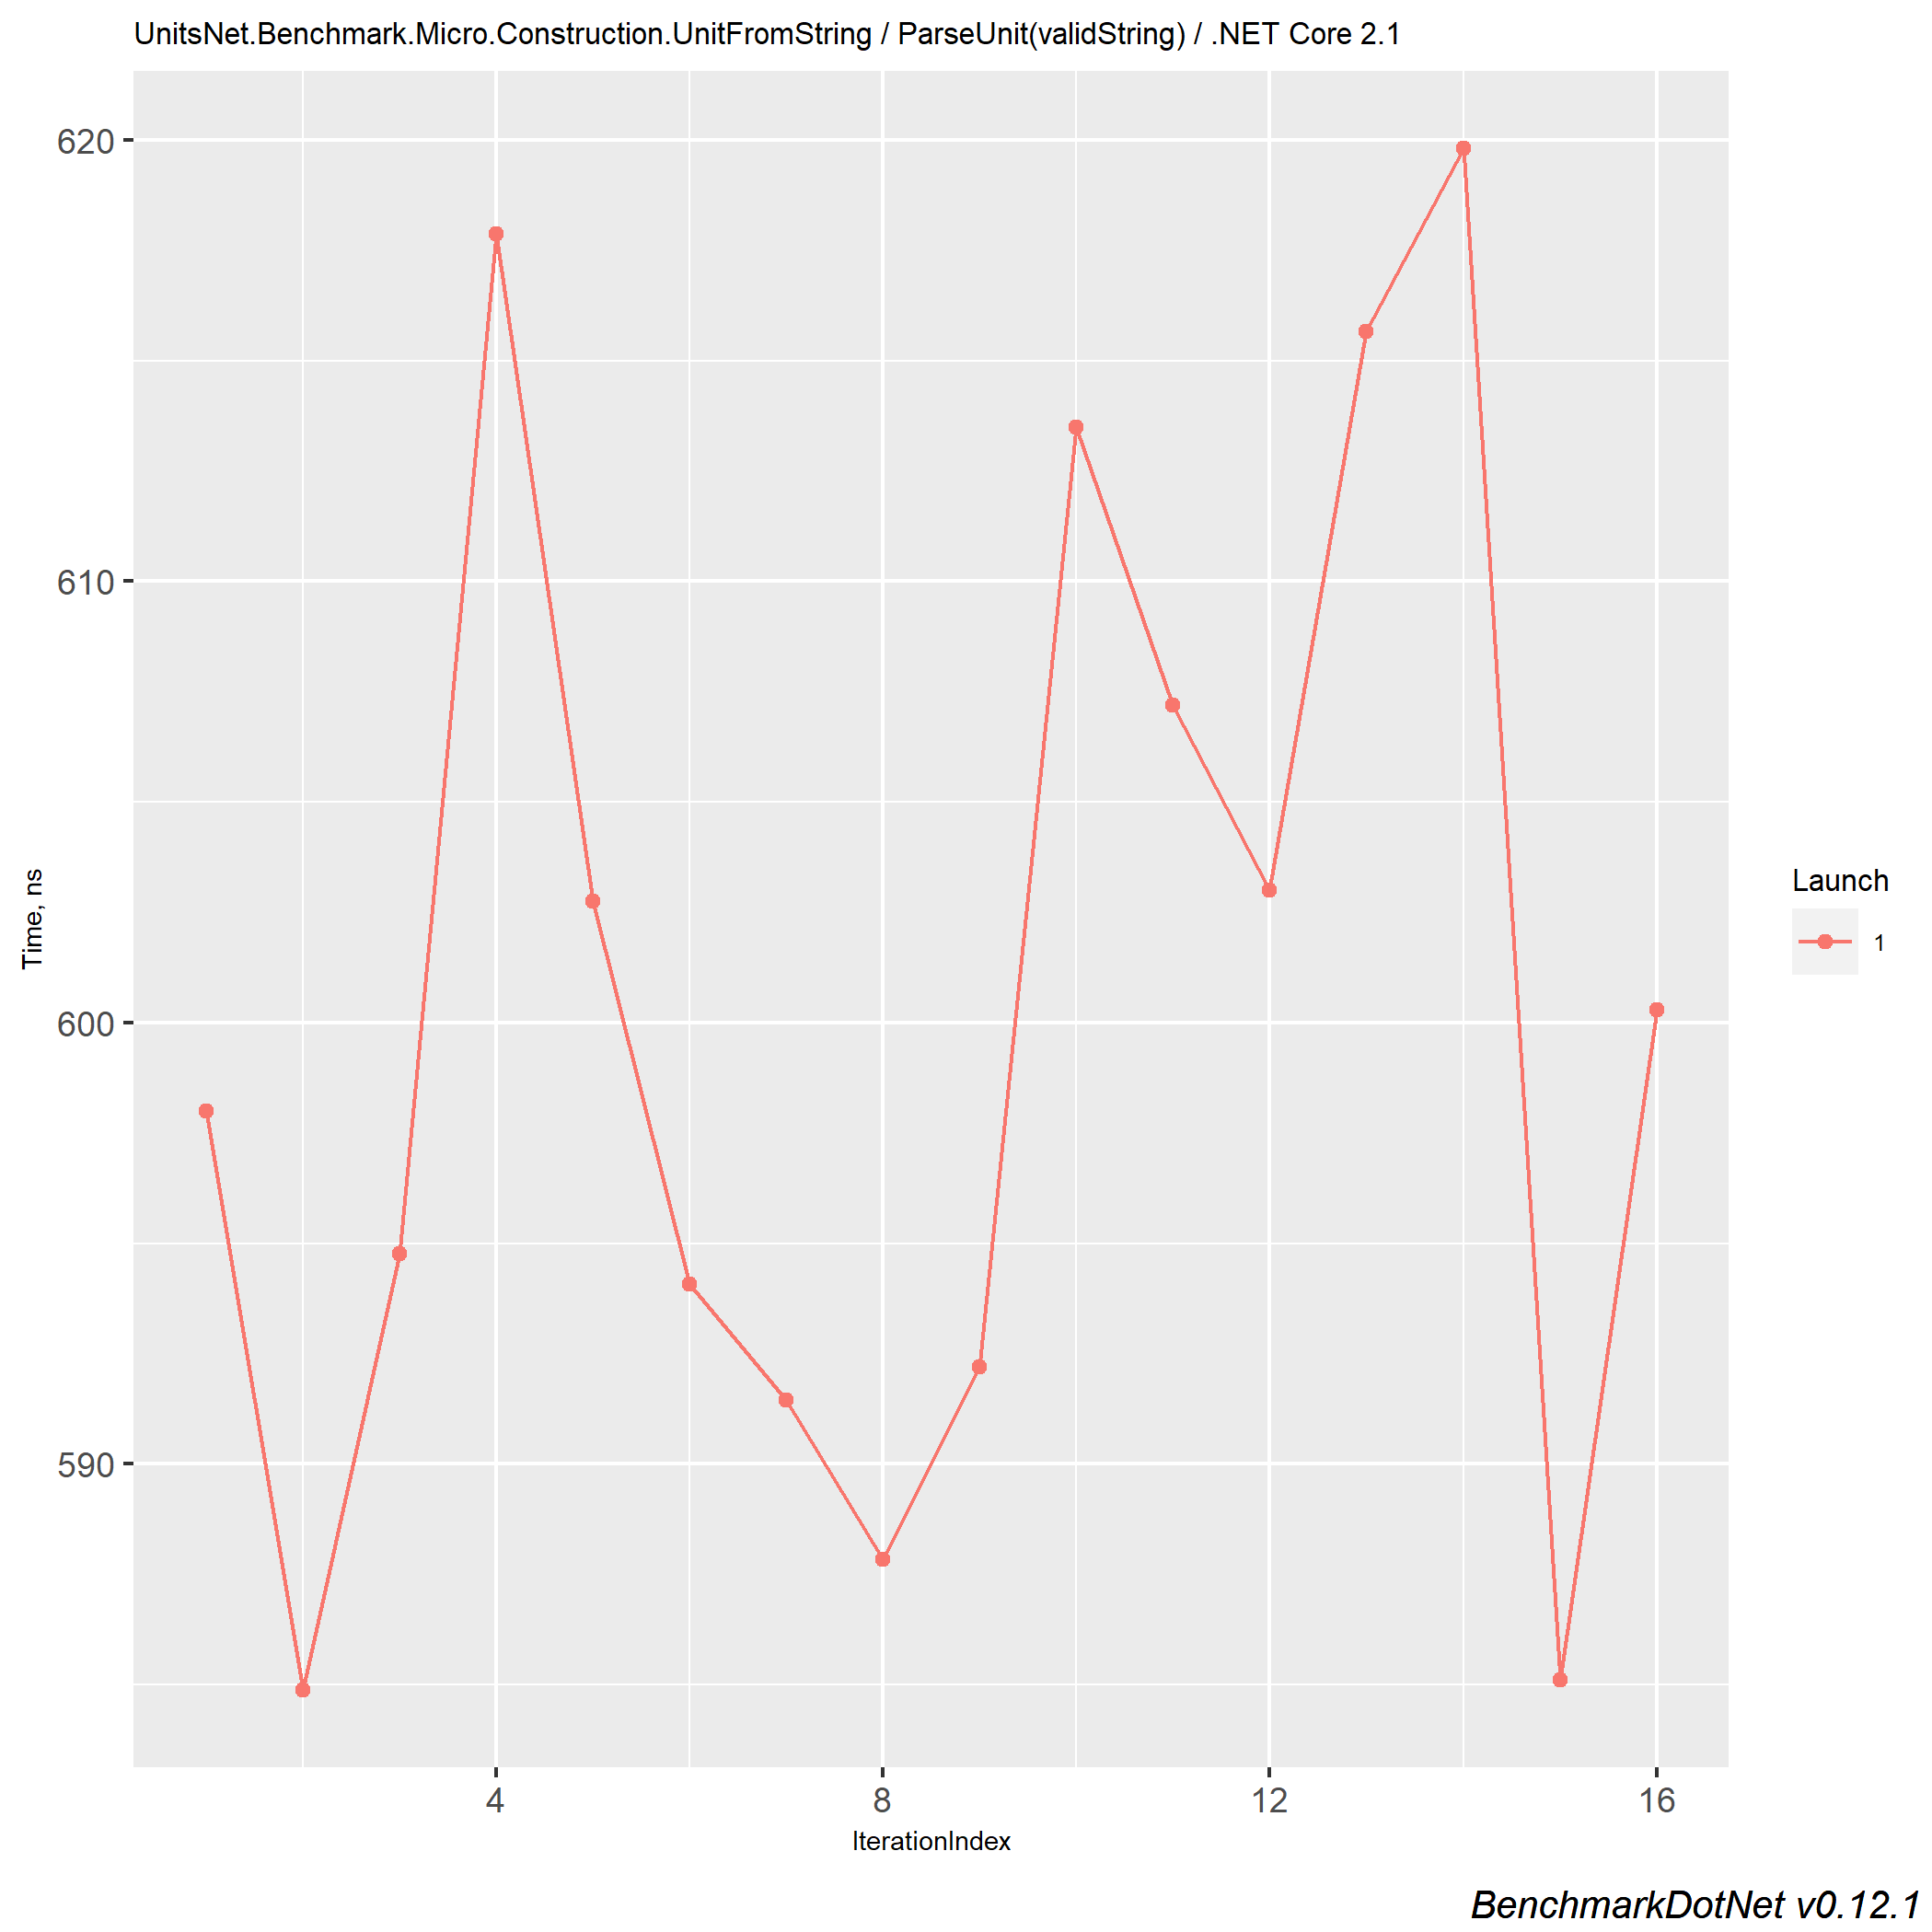 UnitsNet.Benchmark.Micro.Construction.UnitFromString / ParseUnit(validString) / .NET Core 2.1
620
610
600
590
Time, ns
4
8
12
16
IterationIndex
Launch
1
BenchmarkDotNet v0.12.1